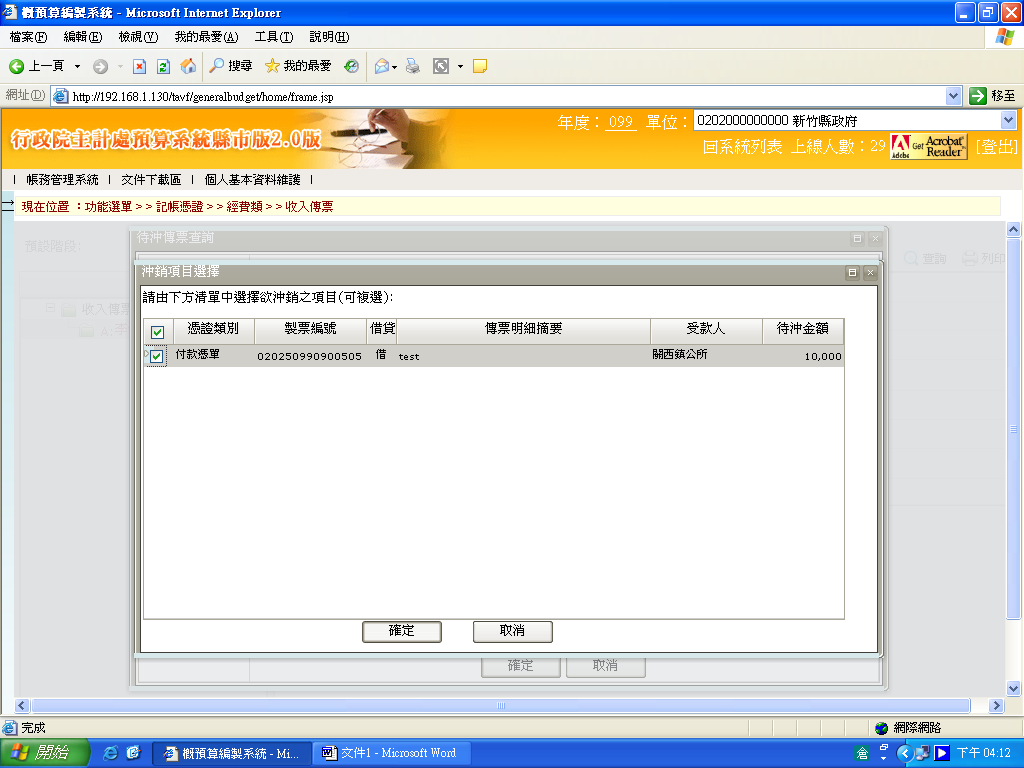 概預算編製系統 - Microsoft Internet Explorer
檔案(F) 編輯(E) 檢視(V) 我的最愛(A) 工具(T) 說明(H)
上一頁 搜尋 我的最愛
網址(D) http://192.168.1.130/tavf/generalbudget/home/frame.jsp 移至
年度： 099 單位： 0202000000000 新竹縣政府
行政院主計處預算系統縣市版2.0版
回系統列表 上線人數：29 Adobe Get Acrobat Reader [登出]
| 帳務管理系統 | 文件下載區 | 個人基本資料維護 |
現在位置 ：功能選單>>記帳憑證>>經費類>>收入傳票
待沖傳票查詢
預設階段:
查詢 列印
沖銷項目選擇
請由下方清單中選擇欲沖銷之項目(可複選):
收入傳票
憑證類別 製票編號 借貸 傳票明細摘要 受款人 待沖金額
付款憑單 020250990900505 借 test 關西鎮公所 10,000
確定 取消
確定 取消
完成 網際網路
開始 概預算編製系統 - Mi... 文件1 - Microsoft Word 倉 下午 04:12